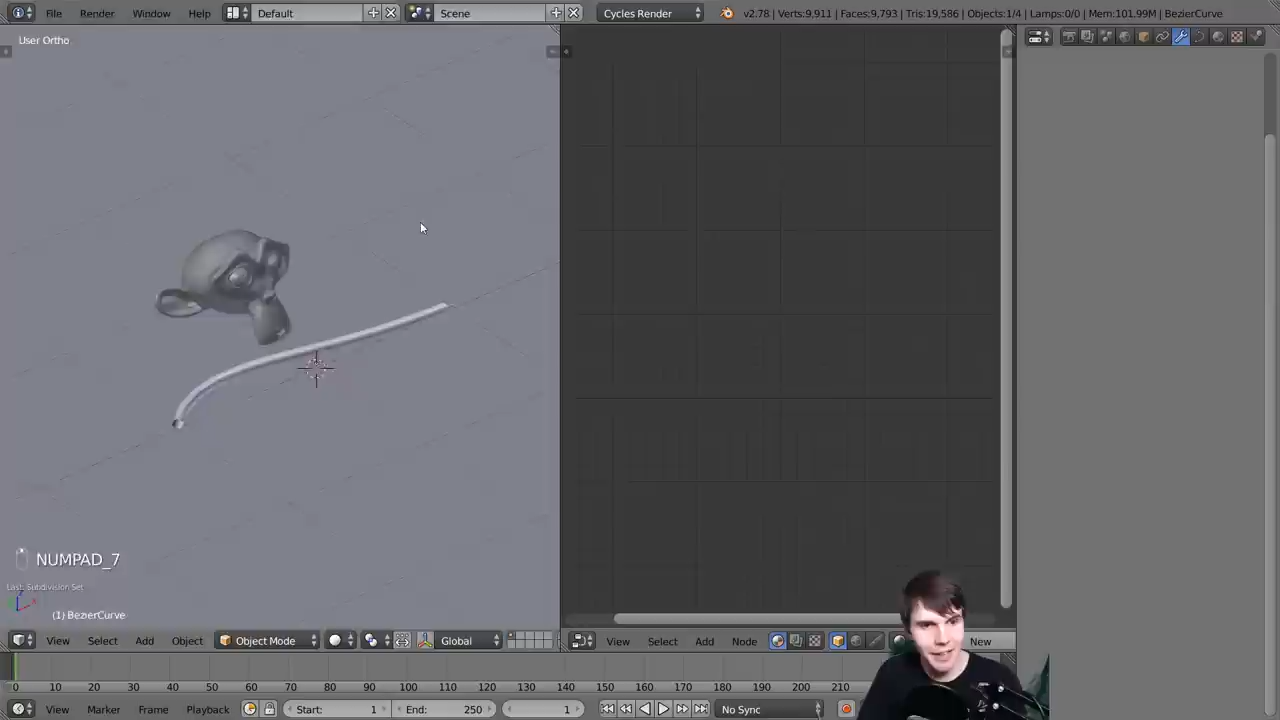 File Render Window Help Default Scene Cycles Render v2.78 | Verts:9,911 | Faces:9,793 | Tris:19,586 | Objects:1/4 | Lamps:0/0 | Mem:101.99M | BezierCurve
User Ortho
NUMPAD_7
Last: Subdivision Set
(1) BezierCurve
View Select Add Object Object Mode Global View Select Add Node New
0 10 20 30 40 50 60 70 80 90 100 110 120 130 140 150 160 170 180 190 200 210
View Marker Frame Playback Start: 1 End: 250 1 No Sync